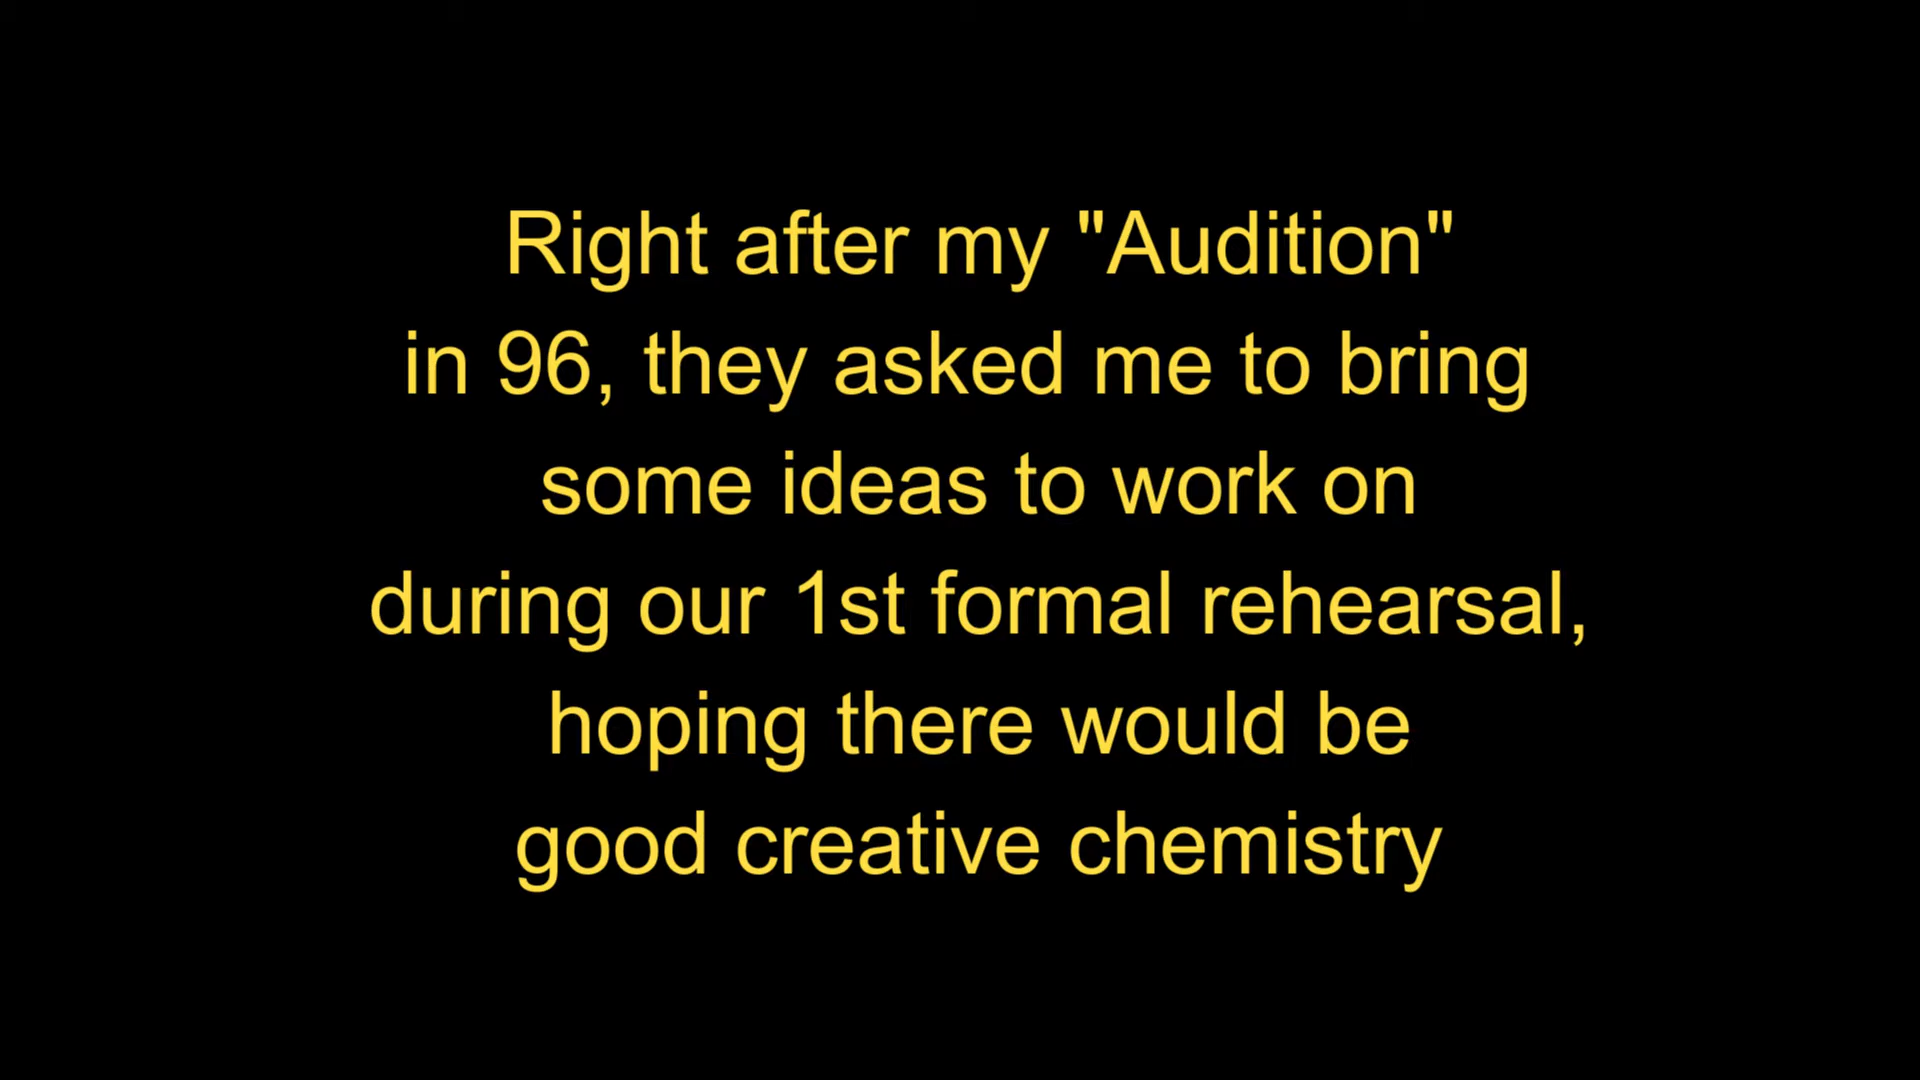 Right after my "Audition"
in 96, they asked me to bring
some ideas to work on
during our 1st formal rehearsal,
hoping there would be
good creative chemistry